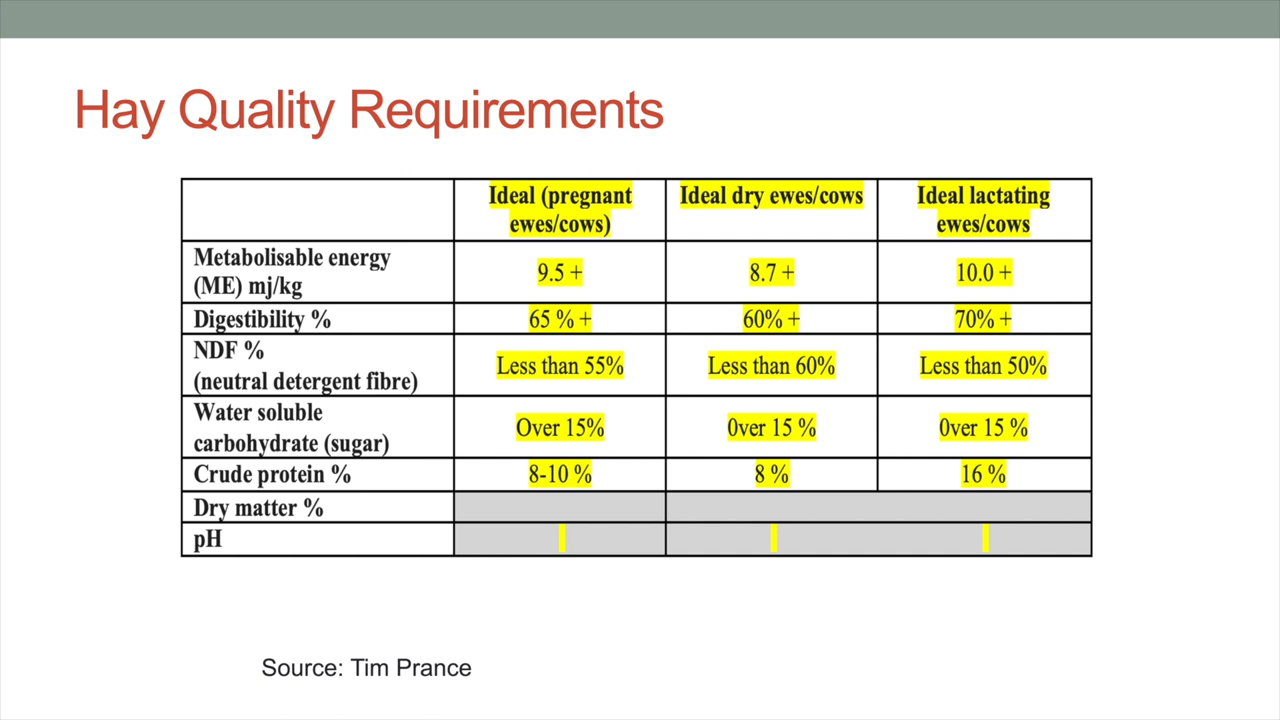 Hay Quality Requirements
Ideal (pregnant ewes/cows) Ideal dry ewes/cows Ideal lactating ewes/cows
Metabolisable energy (ME) mj/kg 9.5 + 8.7 + 10.0 +
Digestibility % 65 % + 60% + 70% +
NDF % (neutral detergent fibre) Less than 55% Less than 60% Less than 50%
Water soluble carbohydrate (sugar) Over 15% 0ver 15 % 0ver 15 %
Crude protein % 8-10 % 8 % 16 %
Dry matter %
pH
Source: Tim Prance